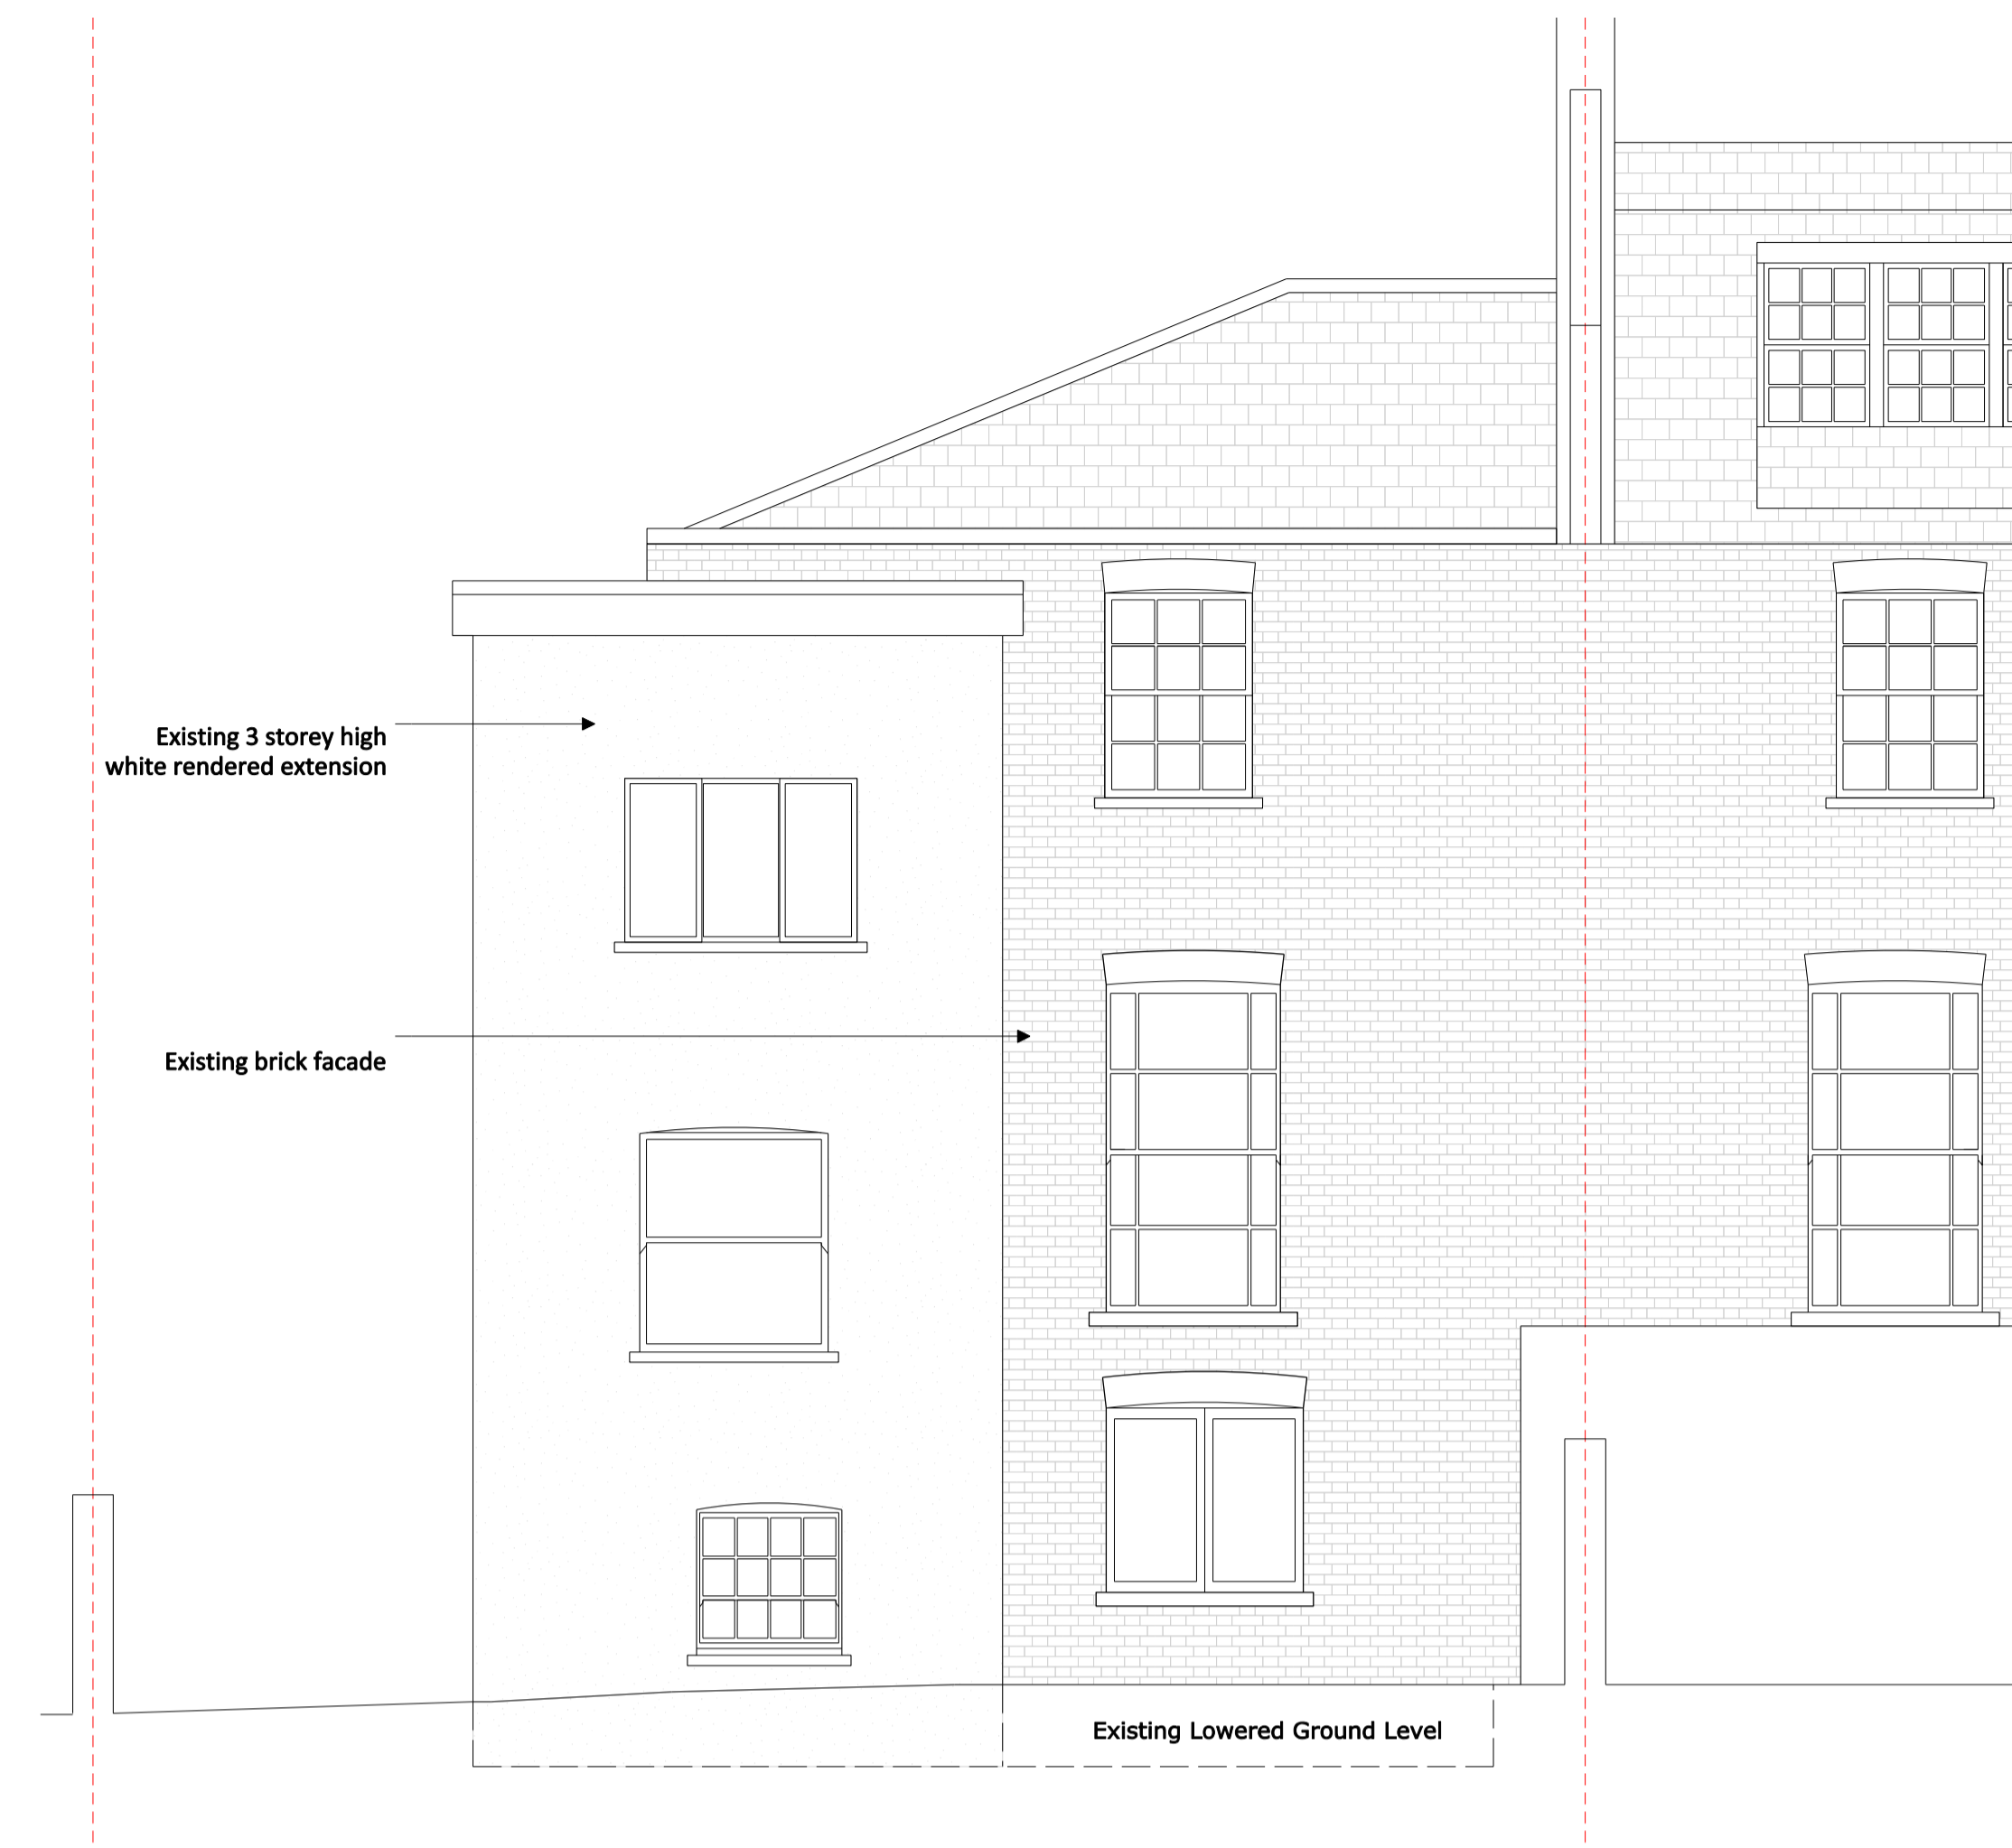 Existing 3 storey high
white rendered extension
Existing brick facade
Existing Lowered Ground Level